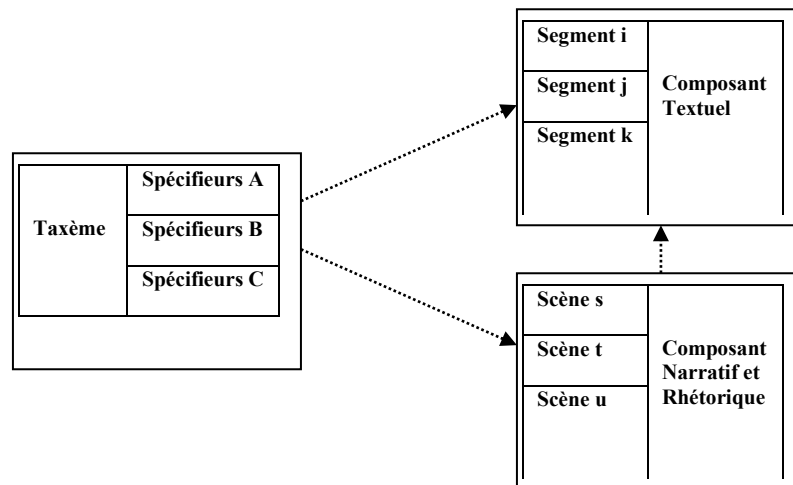 Taxème
Spécifieurs A
Spécifieurs B
Spécifieurs C
Segment i
Segment j
Segment k
Composant
Textuel
Scène s
Scène t
Scène u
Composant
Narratif et
Rhétorique